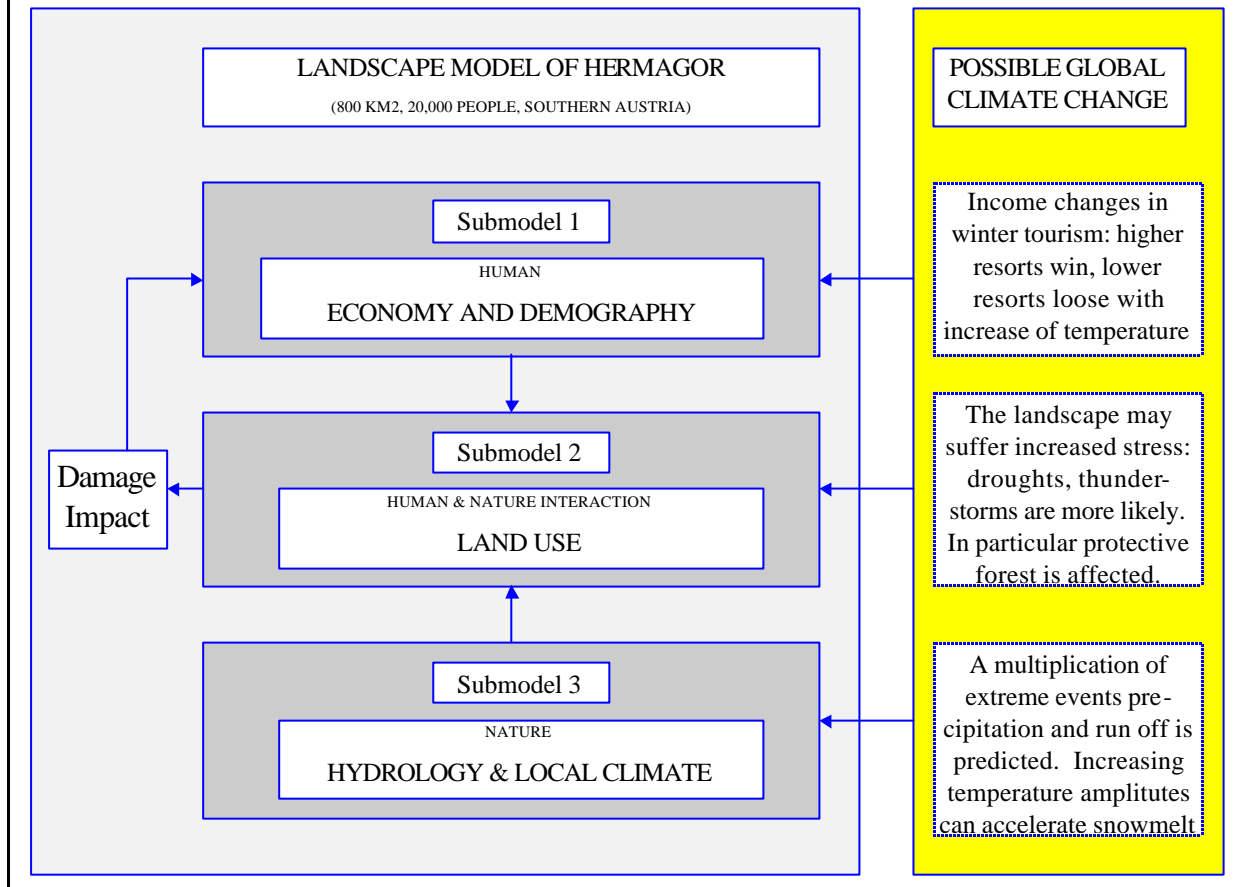 LANDSCAPE MODEL OF HERMAGOR
(800 KM2, 20,000 PEOPLE, SOUTHERN AUSTRIA)
Submodel 1
HUMAN
ECONOMY AND DEMOGRAPHY
Submodel 2
HUMAN & NATURE INTERACTION
LAND USE
Damage
Impact
Submodel 3
NATURE
HYDROLOGY & LOCAL CLIMATE
POSSIBLE GLOBAL
CLIMATE CHANGE
Income changes in
winter tourism: higher
resorts win, lower
resorts loose with
increase of temperature
The landscape may
suffer increased stress:
droughts, thunder-
storms are more likely.
In particular protective
forest is affected.
A multiplication of
extreme events pre-
cipitation and run off is
predicted. Increasing
temperature amplitutes
can accelerate snowmelt